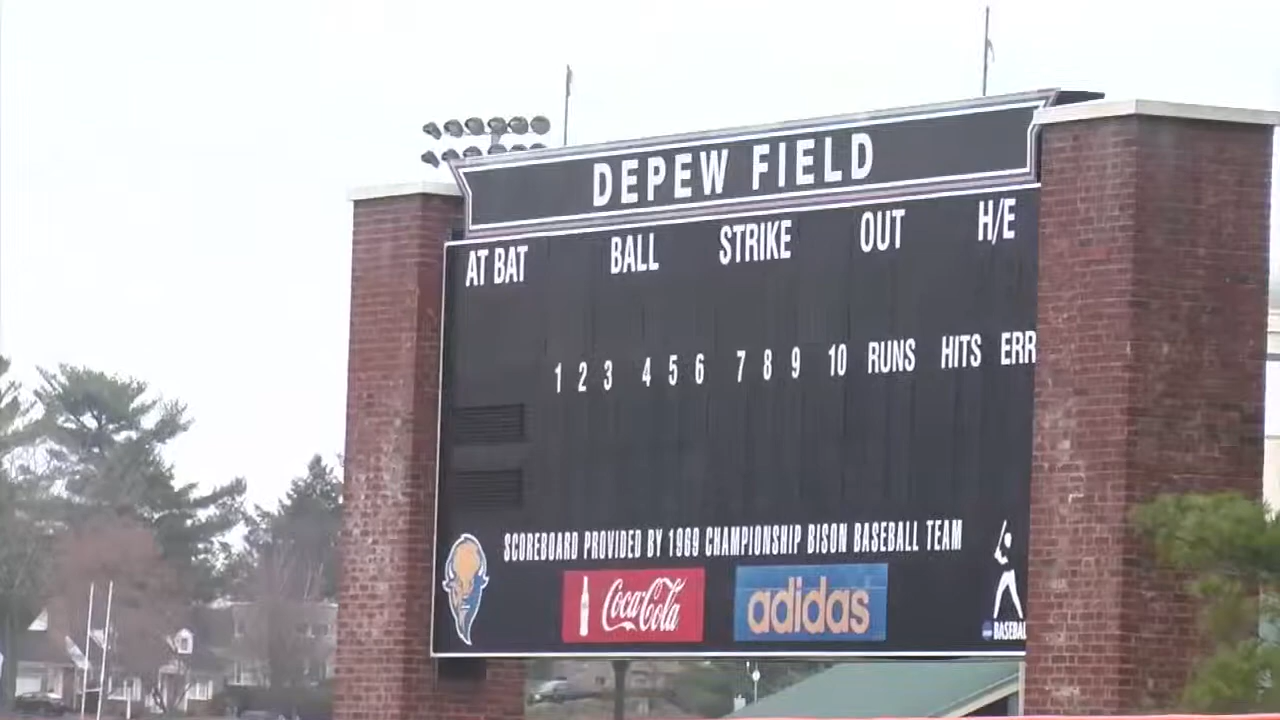 DEPEW FIELD
AT BAT BALL STRIKE OUT H/E
1 2 3 4 5 6 7 8 9 10 RUNS HITS ERR
SCOREBOARD PROVIDED BY 1969 CHAMPIONSHIP BISON BASEBALL TEAM
Coca-Cola adidas
BASEBAL